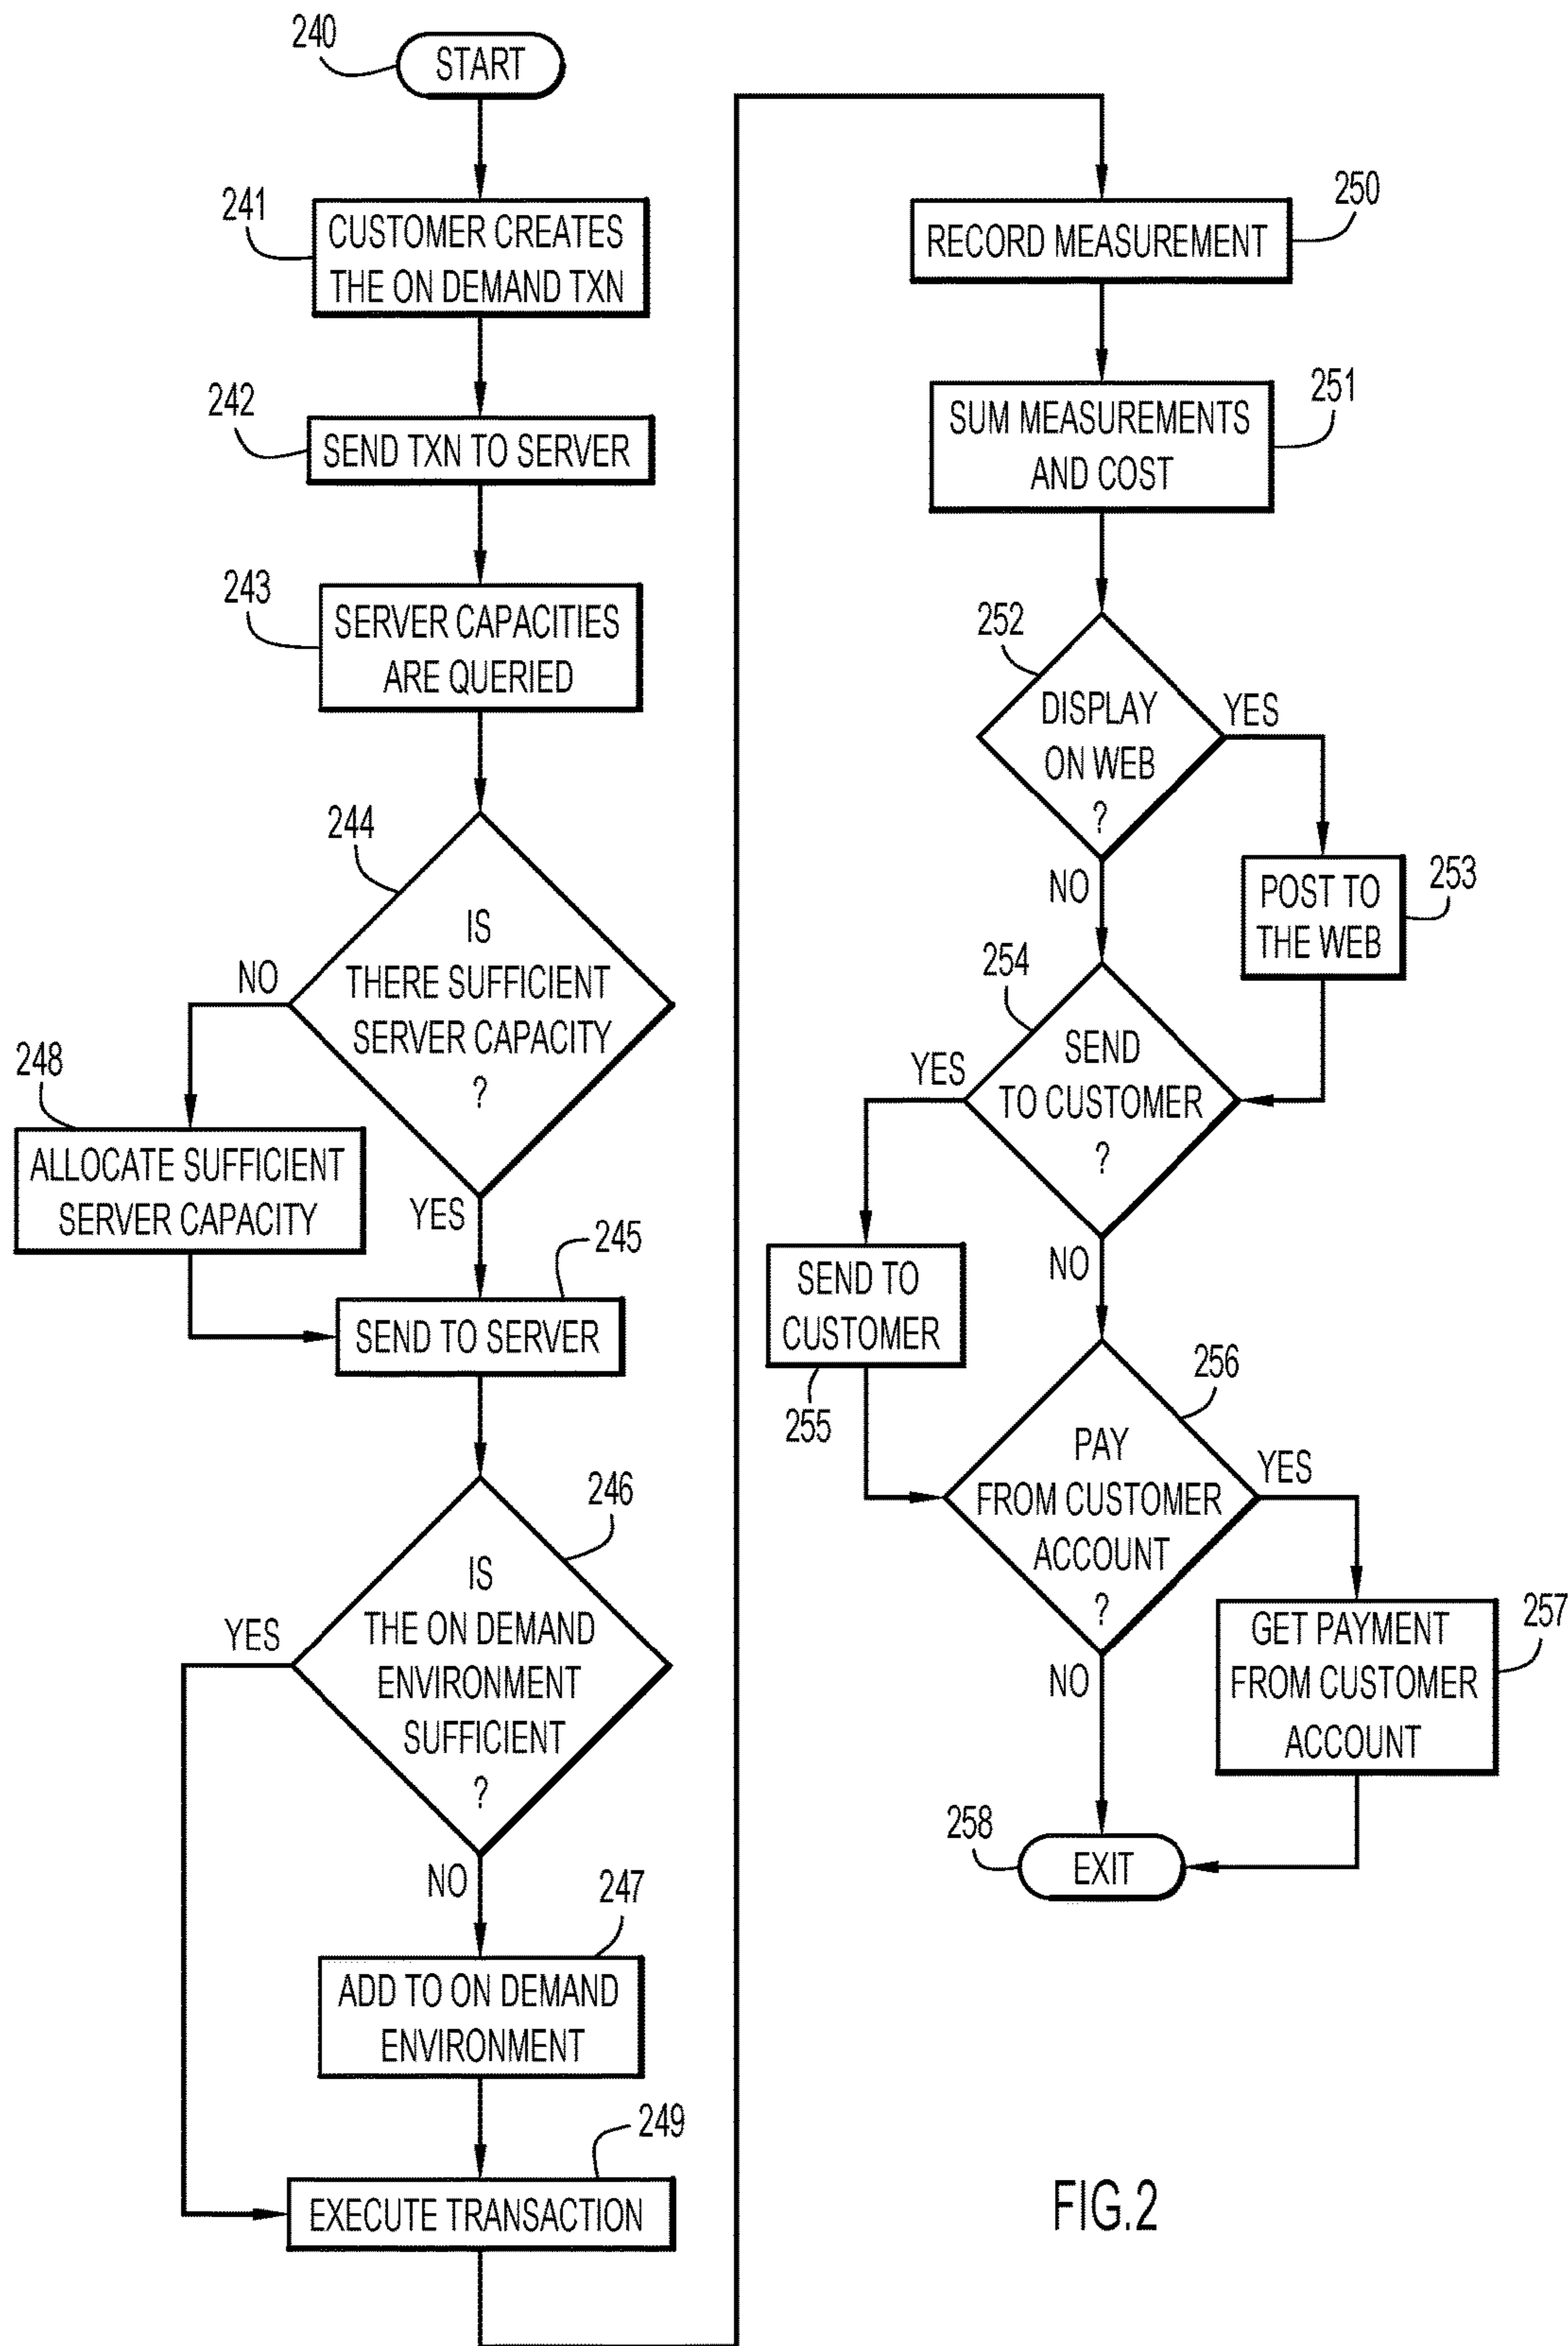 240
START
241
CUSTOMER CREATES
THE ON DEMAND TXN
242
SEND TXN TO SERVER
243
SERVER CAPACITIES
ARE QUERIED
244
IS
THERE SUFFICIENT
SERVER CAPACITY
?
NO
248
ALLOCATE SUFFICIENT
SERVER CAPACITY
YES
245
SEND TO SERVER
246
IS
THE ON DEMAND
ENVIRONMENT
SUFFICIENT
?
YES
NO
247
ADD TO ON DEMAND
ENVIRONMENT
249
EXECUTE TRANSACTION
250
RECORD MEASUREMENT
251
SUM MEASUREMENTS
AND COST
252
DISPLAY
ON WEB
?
YES
NO
253
POST TO
THE WEB
254
SEND
TO CUSTOMER
?
YES
NO
SEND TO
CUSTOMER
255
256
PAY
FROM CUSTOMER
ACCOUNT
?
YES
NO
257
GET PAYMENT
FROM CUSTOMER
ACCOUNT
258
EXIT
FIG.2